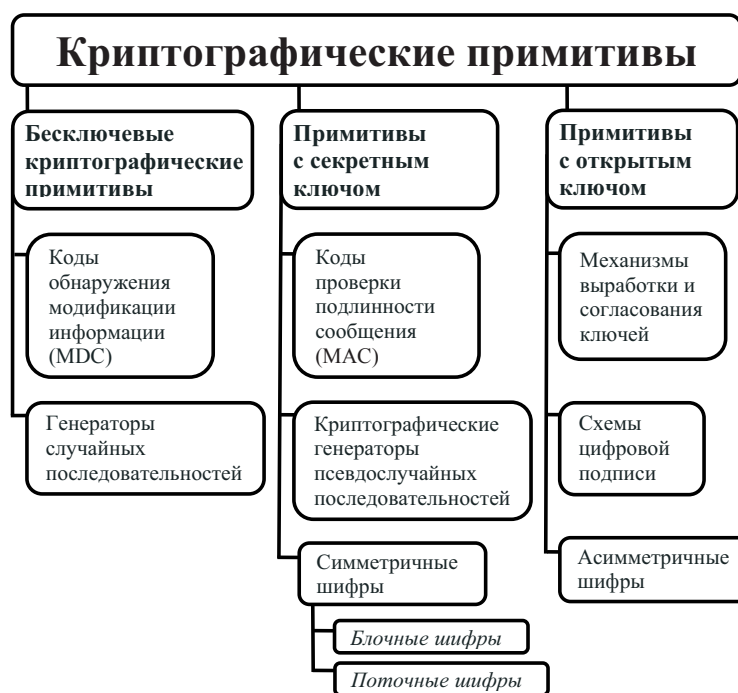 Криптографические примитивы
Бесключевые
криптографические
примитивы
Коды
обнаружения
модификации
информации
(MDC)
Генераторы
случайных
последовательностей
Примитивы
с секретным
ключом
Коды
проверки
подлинности
сообщения
(MAC)
Криптографические
генераторы
псевдослучайных
последовательностей
Симметричные
шифры
Блочные шифры
Поточные шифры
Примитивы
с открытым
ключом
Механизмы
выработки и
согласования
ключей
Схемы
цифровой
подписи
Асимметричные
шифры